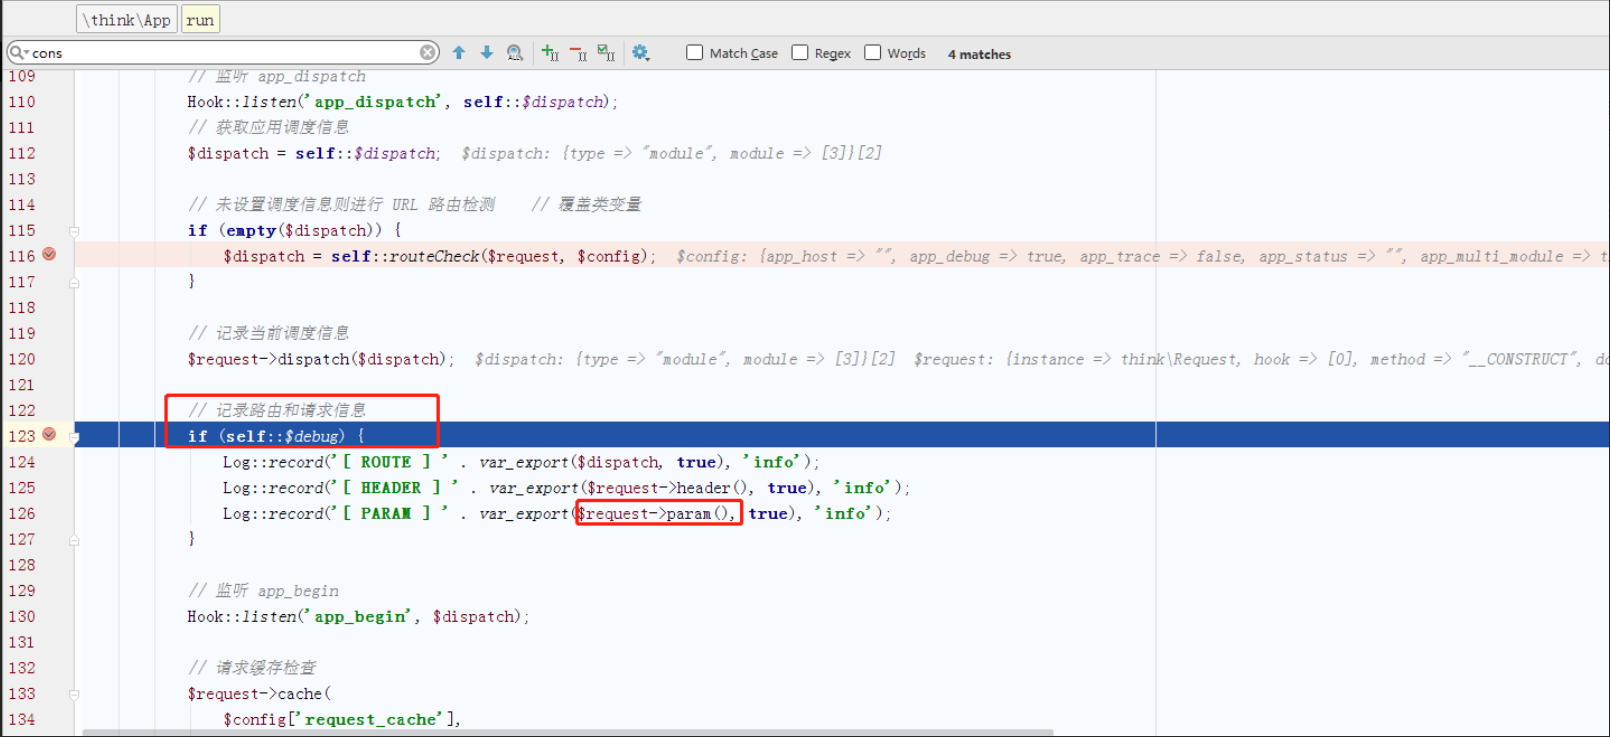 \think\App run
cons Match Case Regex Words 4 matches
109 // 监听 app_dispatch
110 Hook::listen('app_dispatch', self::$dispatch);
111 // 获取应用调度信息
112 $dispatch = self::$dispatch; $dispatch: {type => "module", module => [3]}[2]
113
114 // 未设置调度信息则进行 URL 路由检测 // 覆盖类变量
115 if (empty($dispatch)) {
116 $dispatch = self::routeCheck($request, $config); $config: {app_host => "", app_debug => true, app_trace => false, app_status => "", app_multi_module => t
117 }
118
119 // 记录当前调度信息
120 $request->dispatch($dispatch); $dispatch: {type => "module", module => [3]}[2] $request: {instance => think\Request, hook => [0], method => "__CONSTRUCT", do
121
122 // 记录路由和请求信息
123 if (self::$debug) {
124 Log::record('[ ROUTE ] ' . var_export($dispatch, true), 'info');
125 Log::record('[ HEADER ] ' . var_export($request->header(), true), 'info');
126 Log::record('[ PARAM ] ' . var_export($request->param(), true), 'info');
127 }
128
129 // 监听 app_begin
130 Hook::listen('app_begin', $dispatch);
131
132 // 请求缓存检查
133 $request->cache(
134 $config['request_cache'],